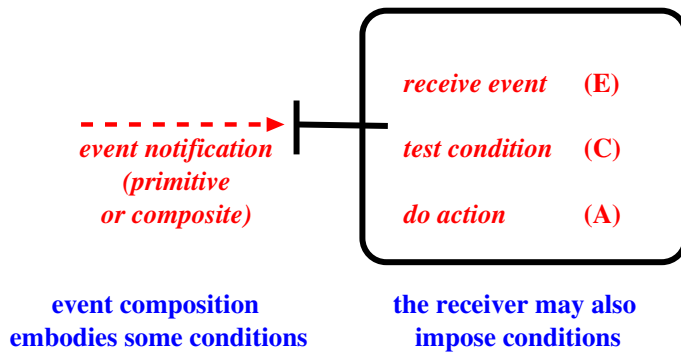 receive event (E)
event notification
(primitive
or composite)
test condition (C)
do action (A)
event composition
embodies some conditions
the receiver may also
impose conditions